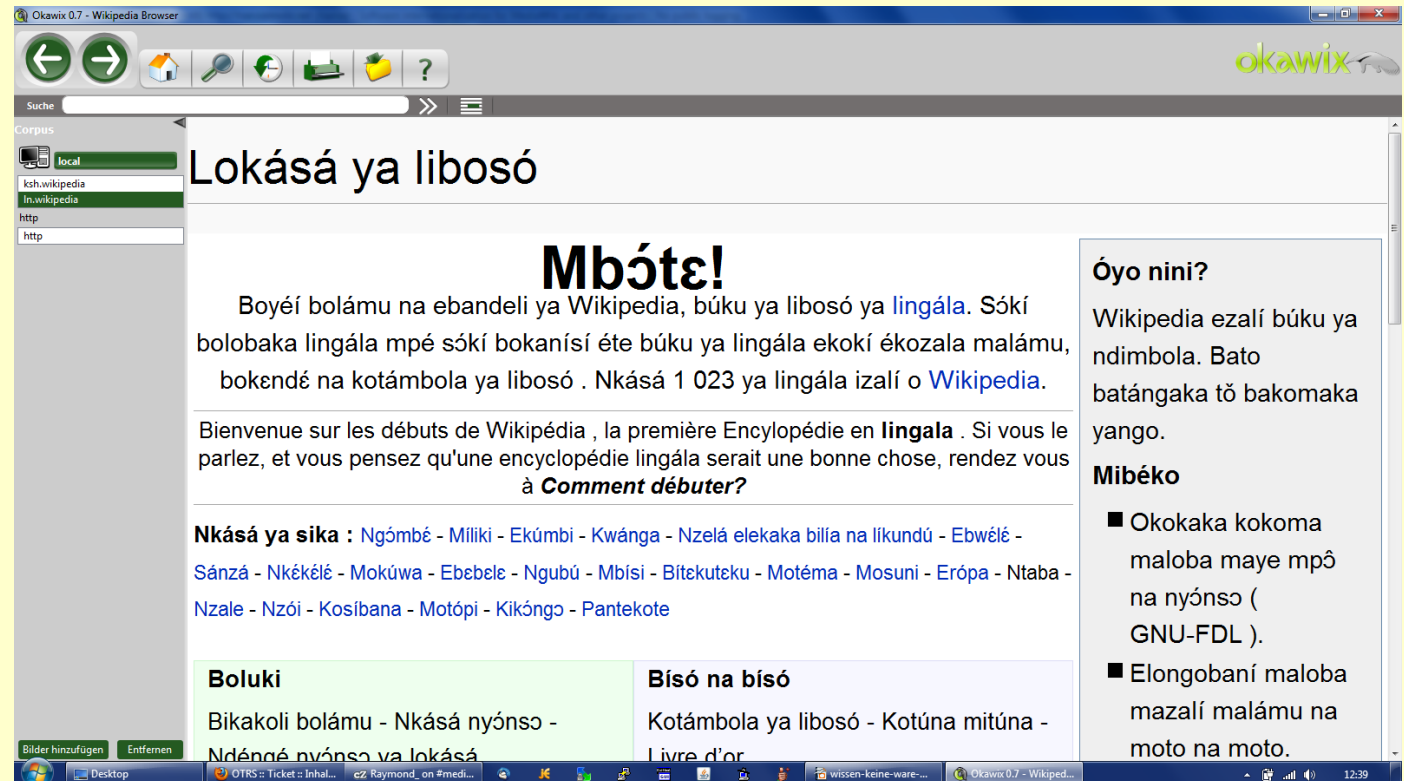 Okawix 0.7 - Wikipedia Browser
okawix
Suche
Corpus
local
ksh.wikipedia
ln.wikipedia
http
http
Lokásá ya libosó
Mbɔ́tɛ!
Boyéí bolámu na ebandeli ya Wikipedia, búku ya libosó ya lingála. Sɔ́kí
bolobaka lingála mpé sɔ́kí bokanísí éte búku ya lingála ekokí ékozala malámu,
bokɛndɛ́ na kotámbola ya libosó . Nkásá 1 023 ya lingála izalí o Wikipedia.
Bienvenue sur les débuts de Wikipédia , la première Encylopédie en lingala . Si vous le
parlez, et vous pensez qu'une encyclopédie lingála serait une bonne chose, rendez vous
à Comment débuter?
Nkásá ya sika : Ngɔ́mbɛ́ - Míliki - Ekúmbi - Kwánga - Nzelá elekaka bilía na líkundú - Ebwɛ́lɛ́ -
Sánzá - Nkɛ́kɛ́lɛ́ - Mokúwa - Ebɛbɛlɛ - Ngubú - Mbísi - Bítɛkutɛku - Motéma - Mosuni - Erópa - Ntaba -
Nzale - Nzói - Kosíbana - Motópi - Kikɔ́ngɔ - Pantekote
Boluki
Bikakoli bolámu - Nkásá nyɔ́nsɔ -
Ndéngé nyɔ́nsɔ ya lokásá
Bísó na bísó
Kotámbola ya libosó - Kotúna mitúna -
Livre d'or
Óyo nini?
Wikipedia ezalí búku ya
ndimbola. Bato
batángaka tǒ bakomaka
yango.
Mibéko
Okokaka kokoma
maloba maye mpɔ̂
na nyɔ́nsɔ (
GNU-FDL ).
Elongobaní maloba
mazalí malámu na
moto na moto.
Bilder hinzufügen Entfernen
Desktop OTRS :: Ticket :: Inhal... cZ Raymond_ on #medi... wissen-keine-ware-... Okawix 0.7 - Wikiped... 12:39